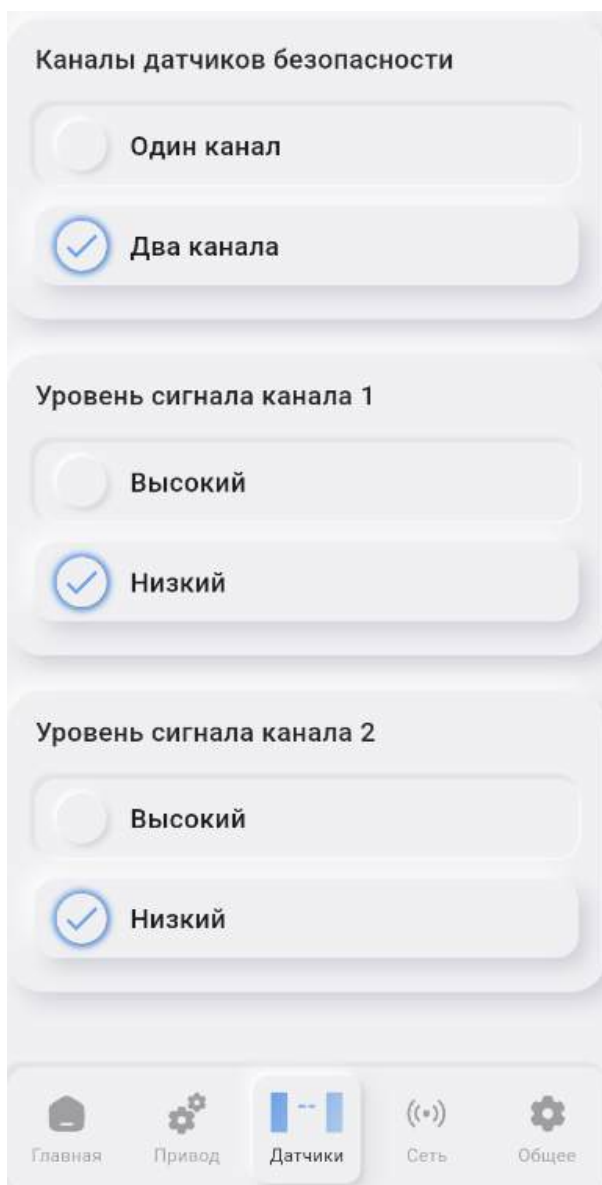 Каналы датчиков безопасности
Один канал
Два канала
Уровень сигнала канала 1
Высокий
Низкий
Уровень сигнала канала 2
Высокий
Низкий
Главная Привод Датчики Сеть Общее